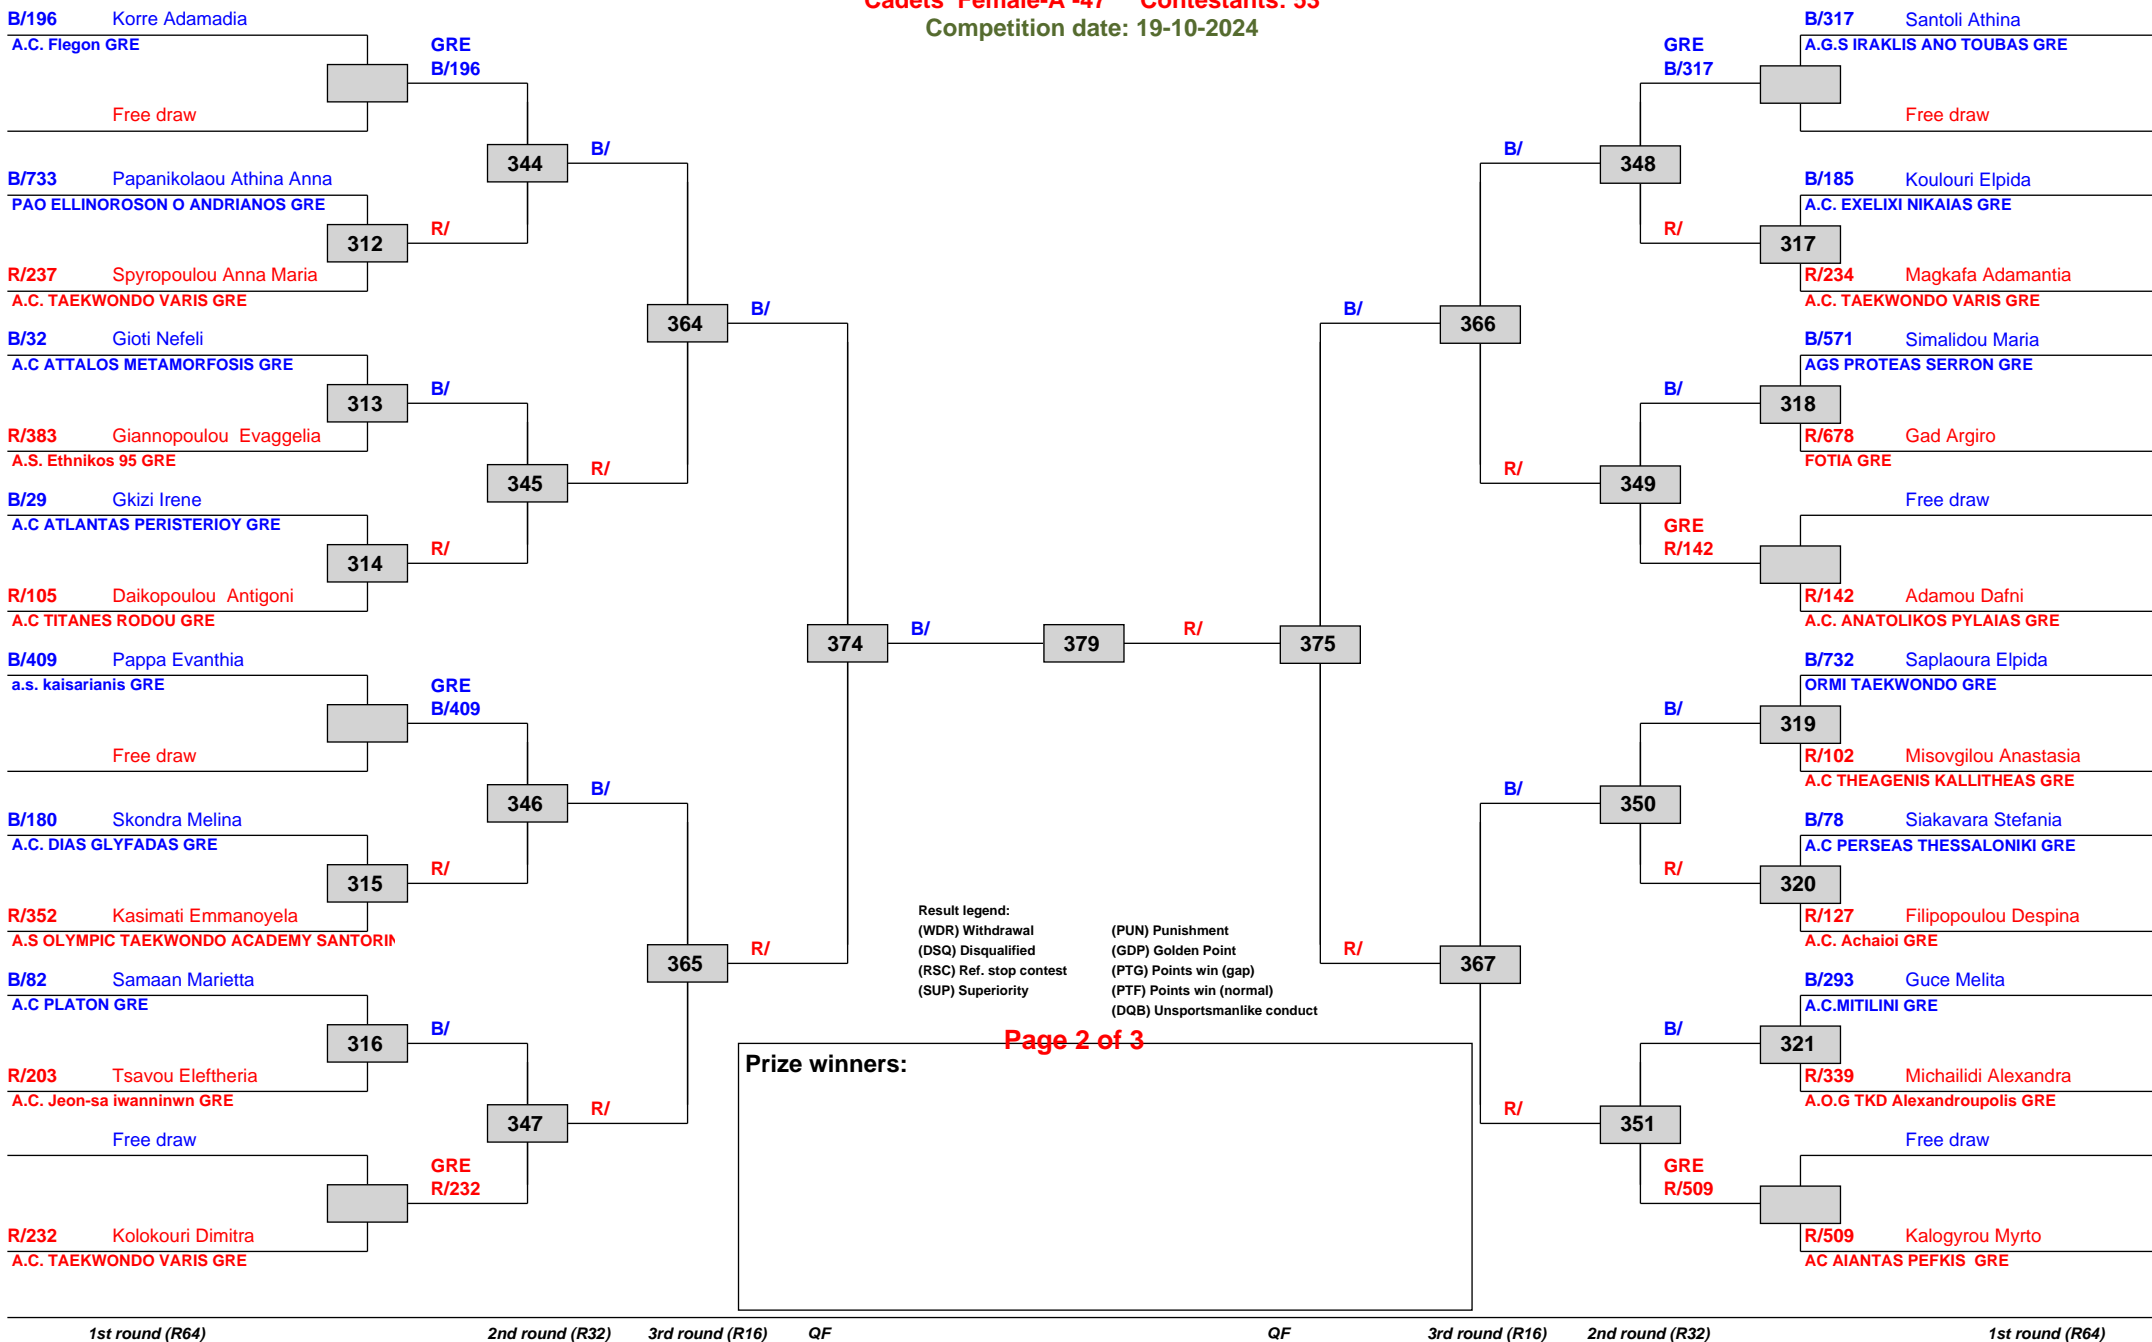 Cadets Female-A -47 Contestants: 53
Competition date: 19-10-2024
B/196 Korre Adamadia
A.C. Flegon GRE
GRE
B/196
Free draw
344
B/
B/733 Papanikolaou Athina Anna
PAO ELLINOROSON O ANDRIANOS GRE
312
R/
R/237 Spyropoulou Anna Maria
A.C. TAEKWONDO VARIS GRE
364
B/
B/32 Gioti Nefeli
A.C ATTALOS METAMORFOSIS GRE
313
B/
R/383 Giannopoulou Evaggelia
A.S. Ethnikos 95 GRE
345
R/
B/29 Gkizi Irene
A.C ATLANTAS PERISTERIOY GRE
314
R/
R/105 Daikopoulou Antigoni
A.C TITANES RODOU GRE
374
B/
B/409 Pappa Evanthia
a.s. kaisarianis GRE
GRE
B/409
Free draw
346
B/
B/180 Skondra Melina
A.C. DIAS GLYFADAS GRE
315
R/
R/352 Kasimati Emmanoyela
A.S OLYMPIC TAEKWONDO ACADEMY SANTORIN
365
R/
B/82 Samaan Marietta
A.C PLATON GRE
316
B/
R/203 Tsavou Eleftheria
A.C. Jeon-sa iwanninwn GRE
347
R/
Free draw
GRE
R/232
R/232 Kolokouri Dimitra
A.C. TAEKWONDO VARIS GRE
379
B/317 Santoli Athina
A.G.S IRAKLIS ANO TOUBAS GRE
GRE
B/317
Free draw
B/
348
B/185 Koulouri Elpida
A.C. EXELIXI NIKAIAS GRE
R/
317
R/234 Magkafa Adamantia
A.C. TAEKWONDO VARIS GRE
B/
366
B/571 Simalidou Maria
AGS PROTEAS SERRON GRE
B/
318
R/678 Gad Argiro
FOTIA GRE
R/
349
Free draw
GRE
R/142
R/142 Adamou Dafni
A.C. ANATOLIKOS PYLAIAS GRE
R/
375
B/732 Saplaoura Elpida
ORMI TAEKWONDO GRE
B/
319
R/102 Misovgilou Anastasia
A.C THEAGENIS KALLITHEAS GRE
B/
350
B/78 Siakavara Stefania
A.C PERSEAS THESSALONIKI GRE
R/
320
R/127 Filipopoulou Despina
A.C. Achaioi GRE
R/
367
B/293 Guce Melita
A.C.MITILINI GRE
B/
321
R/339 Michailidi Alexandra
A.O.G TKD Alexandroupolis GRE
R/
351
Free draw
GRE
R/509
R/509 Kalogyrou Myrto
AC AIANTAS PEFKIS GRE
Result legend:
(WDR) Withdrawal (PUN) Punishment
(DSQ) Disqualified (GDP) Golden Point
(RSC) Ref. stop contest (PTG) Points win (gap)
(SUP) Superiority (PTF) Points win (normal)
(DQB) Unsportsmanlike conduct
Page 2 of 3
Prize winners:
1st round (R64) 2nd round (R32) 3rd round (R16) QF QF 3rd round (R16) 2nd round (R32) 1st round (R64)